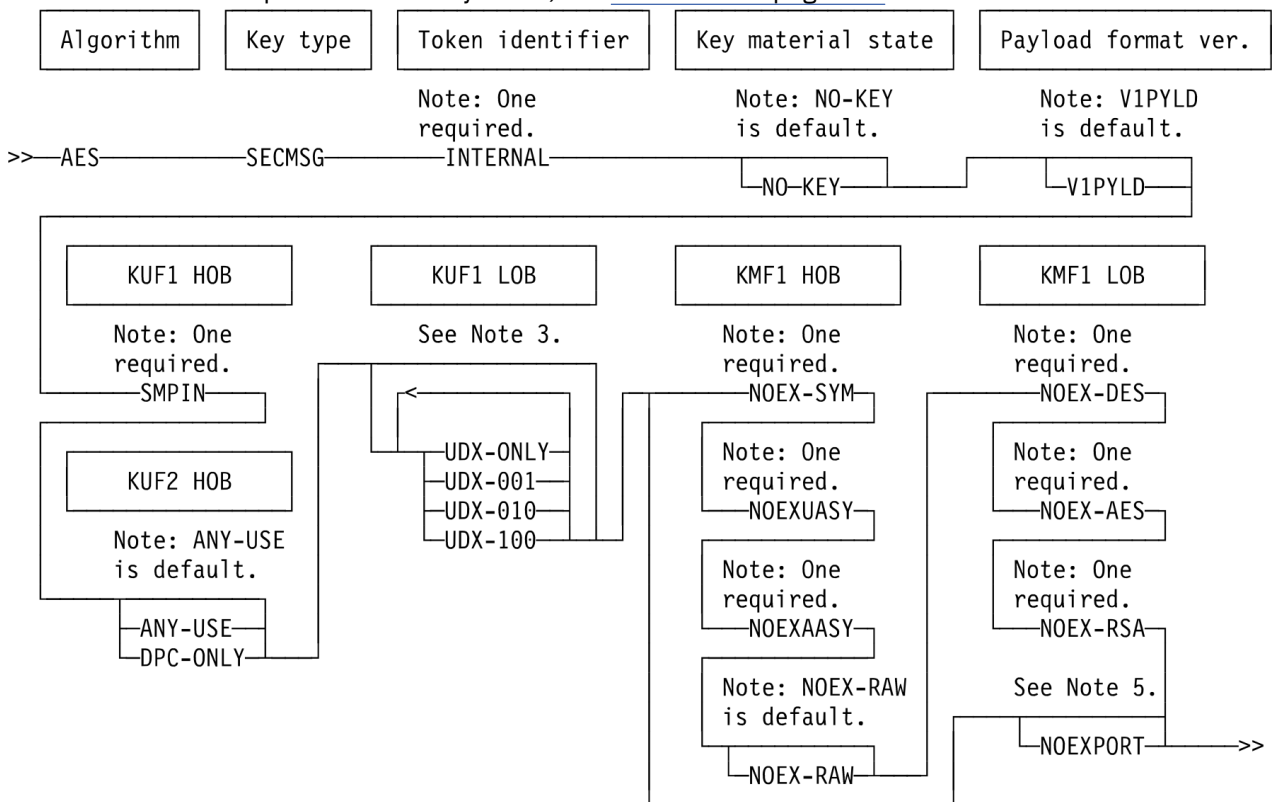 Algorithm
Key type
Token identifier
Key material state
Payload format ver.
Note: One
required.
Note: NO-KEY
is default.
Note: V1PYLD
is default.
>>—AES—SECMSG—INTERNAL
NO-KEY
V1PYLD
KUF1 HOB
KUF1 LOB
KMF1 HOB
KMF1 LOB
Note: One
required.
SMPIN
See Note 3.
<
UDX-ONLY
UDX-001
UDX-010
UDX-100
KUF2 HOB
Note: ANY-USE
is default.
ANY-USE
DPC-ONLY
Note: One
required.
NOEX-SYM
Note: One
required.
NOEXUASY
Note: One
required.
NOEXAASY
Note: NOEX-RAW
is default.
NOEX-RAW
Note: One
required.
NOEX-DES
Note: One
required.
NOEX-AES
Note: One
required.
NOEX-RSA
See Note 5.
NOEXPORT—>>